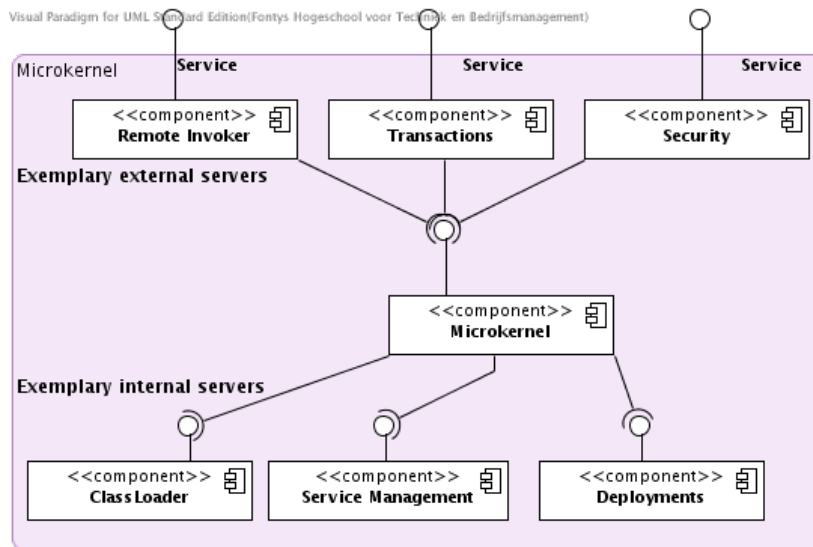 Visual Paradigm for UML Standard Edition(Fontys Hogeschool voor Techniek en Bedrijfsmanagement)
Microkernel
Service Service Service
<<component>> <<component>> <<component>>
Remote Invoker Transactions Security
Exemplary external servers
<<component>>
Microkernel
Exemplary internal servers
<<component>> <<component>> <<component>>
ClassLoader Service Management Deployments